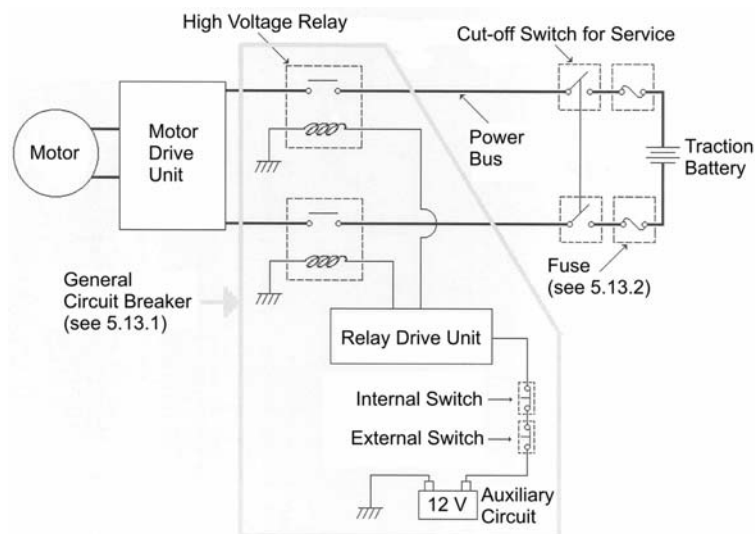 High Voltage Relay
Cut-off Switch for Service
Motor
Motor
Drive
Unit
Power
Bus
Traction
Battery
General
Circuit Breaker
(see 5.13.1)
Fuse
(see 5.13.2)
Relay Drive Unit
Internal Switch
External Switch
12 V
Auxiliary
Circuit